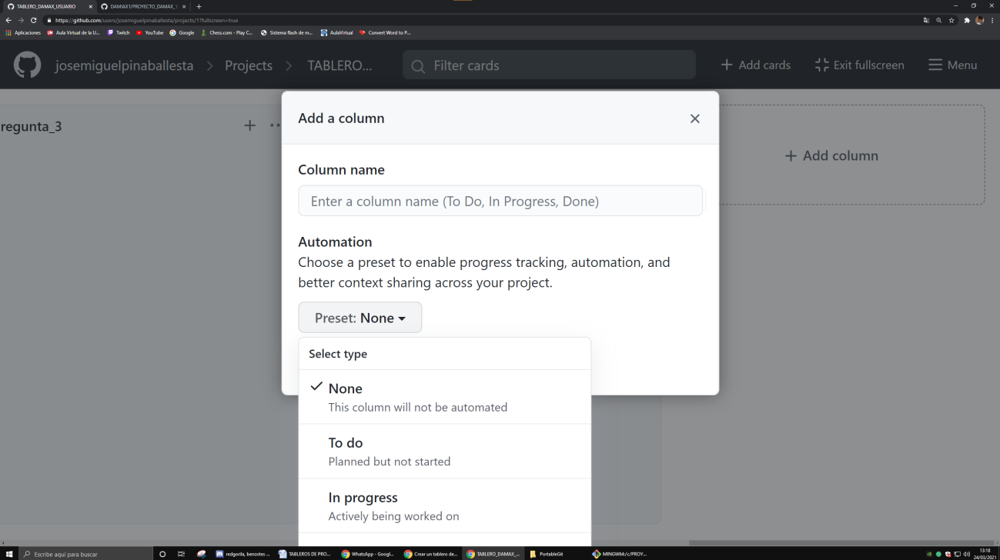 TABLERO_DAMAX_USUARIO
DAMIAX1/PROYECTO_DAMAX_
https://github.com/users/josemiguelpinaballesta/projects/1?fullscreen=true
Aplicaciones
Aula Virtual de la U...
Twitch
YouTube
Google
Chess.com - Play C...
Sistema flash de m...
AulaVirtual
Convert Word to P...
josemiguelpinaballesta
Projects
TABLERO...
Filter cards
Add cards
Exit fullscreen
Menu
regunta_3
Add a column
Add column
Column name
Enter a column name (To Do, In Progress, Done)
Automation
Choose a preset to enable progress tracking, automation, and
better context sharing across your project.
Preset: None
Select type
None
This column will not be automated
To do
Planned but not started
In progress
Actively being worked on
Escribe aquí para buscar
redgorila, benzotes ...
TABLEROS DE PRO...
WhatsApp - Googl...
Crear un tablero de...
TABLERO_DAMAX_...
PortableGit
MINGW64:/c/PROY...
13:18
24/03/2021